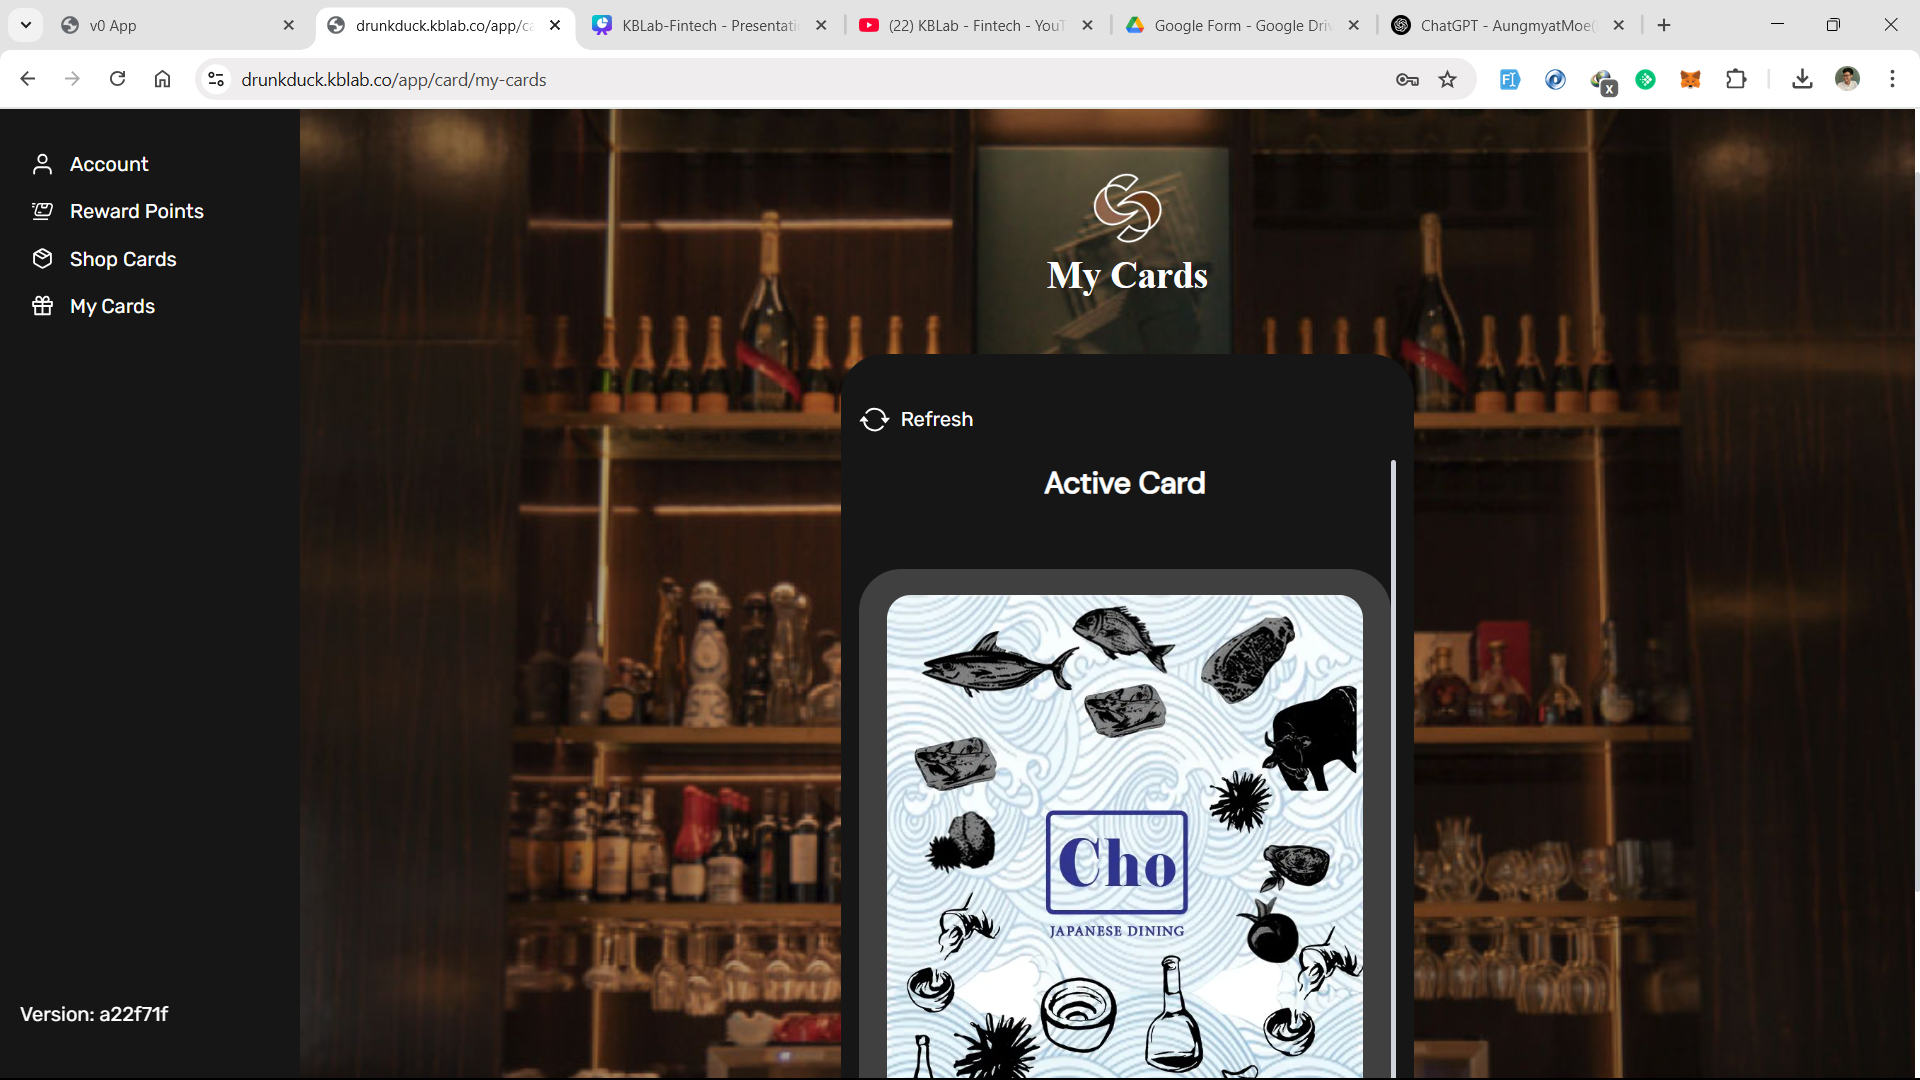 v0 App
drunkduck.kblab.co/app/ca
KBLab-Fintech - Presentati
(22) KBLab - Fintech - YouT
Google Form - Google Driv
ChatGPT - AungmyatMoe(
drunkduck.kblab.co/app/card/my-cards
Account
Reward Points
Shop Cards
My Cards
My Cards
Refresh
Active Card
Cho
JAPANESE DINING
Version: a22f71f